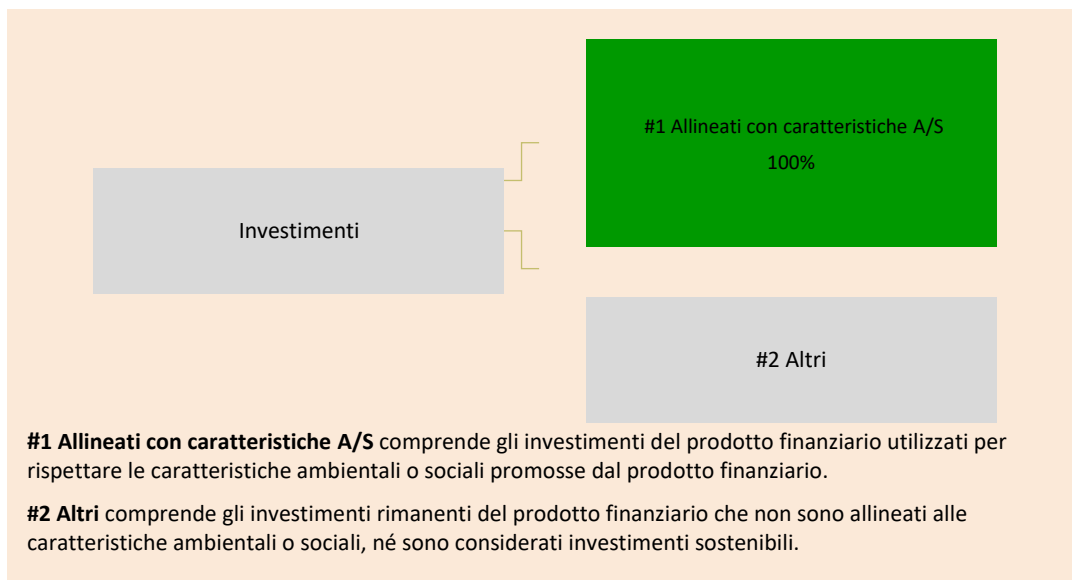 #1 Allineati con caratteristiche A/S
100%
Investimenti
#2 Altri
#1 Allineati con caratteristiche A/S comprende gli investimenti del prodotto finanziario utilizzati per
rispettare le caratteristiche ambientali o sociali promosse dal prodotto finanziario.
#2 Altri comprende gli investimenti rimanenti del prodotto finanziario che non sono allineati alle
caratteristiche ambientali o sociali, né sono considerati investimenti sostenibili.